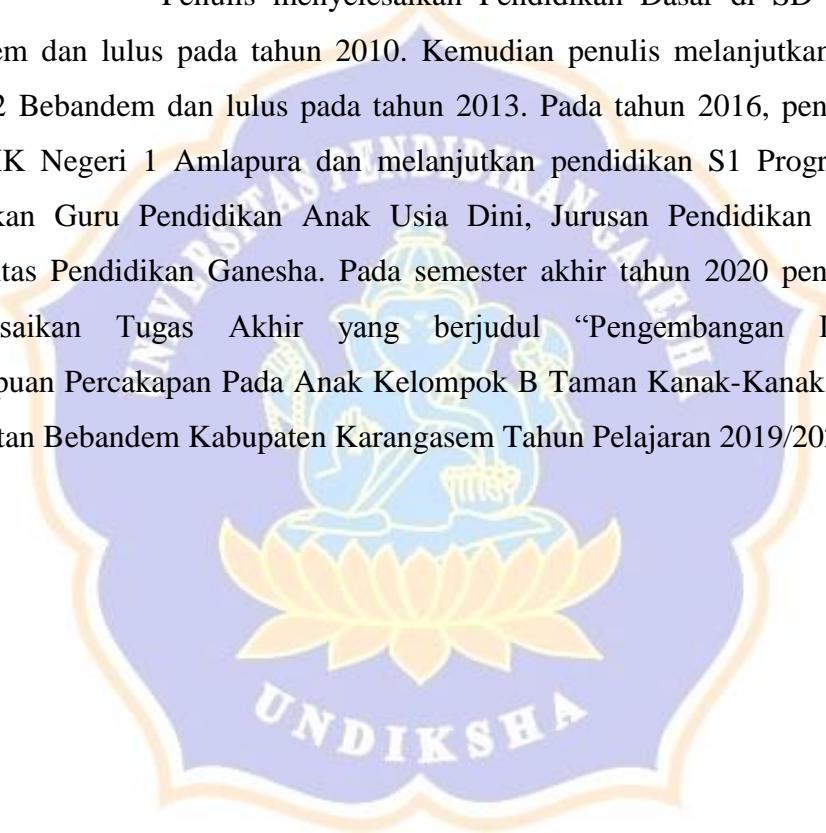 Penulis menyelesaikan Pendidikan Dasar di SD
em dan lulus pada tahun 2010. Kemudian penulis melanjutkan
2 Bebandem dan lulus pada tahun 2013. Pada tahun 2016, pen
IK Negeri 1 Amlapura dan melanjutkan pendidikan S1 Progr
kan Guru Pendidikan Anak Usia Dini, Jurusan Pendidikan
itas Pendidikan Ganesha. Pada semester akhir tahun 2020 pen
saikan Tugas Akhir yang berjudul “Pengembangan I
puan Percakapan Pada Anak Kelompok B Taman Kanak-Kanak
tan Bebandem Kabupaten Karangasem Tahun Pelajaran 2019/20
UNIVERSITAS PENDIDIKAN GANESHA
UNDIKSHA